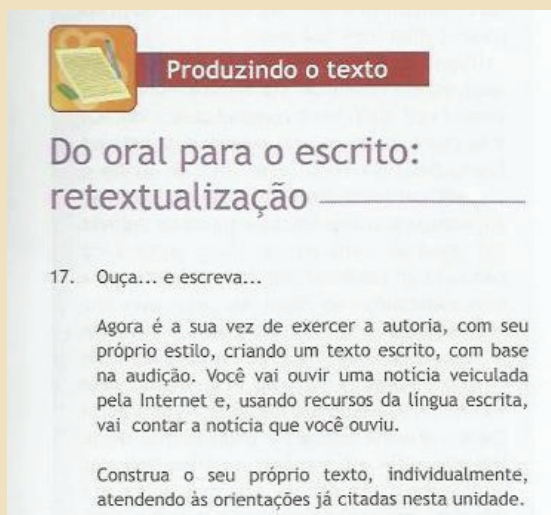 Produzindo o texto
Do oral para o escrito:
retextualização
17. Ouça... e escreva...
Agora é a sua vez de exercer a autoria, com seu
próprio estilo, criando um texto escrito, com base
na audição. Você vai ouvir uma notícia veiculada
pela Internet e, usando recursos da língua escrita,
vai contar a notícia que você ouviu.
Construa o seu próprio texto, individualmente,
atendendo às orientações já citadas nesta unidade.